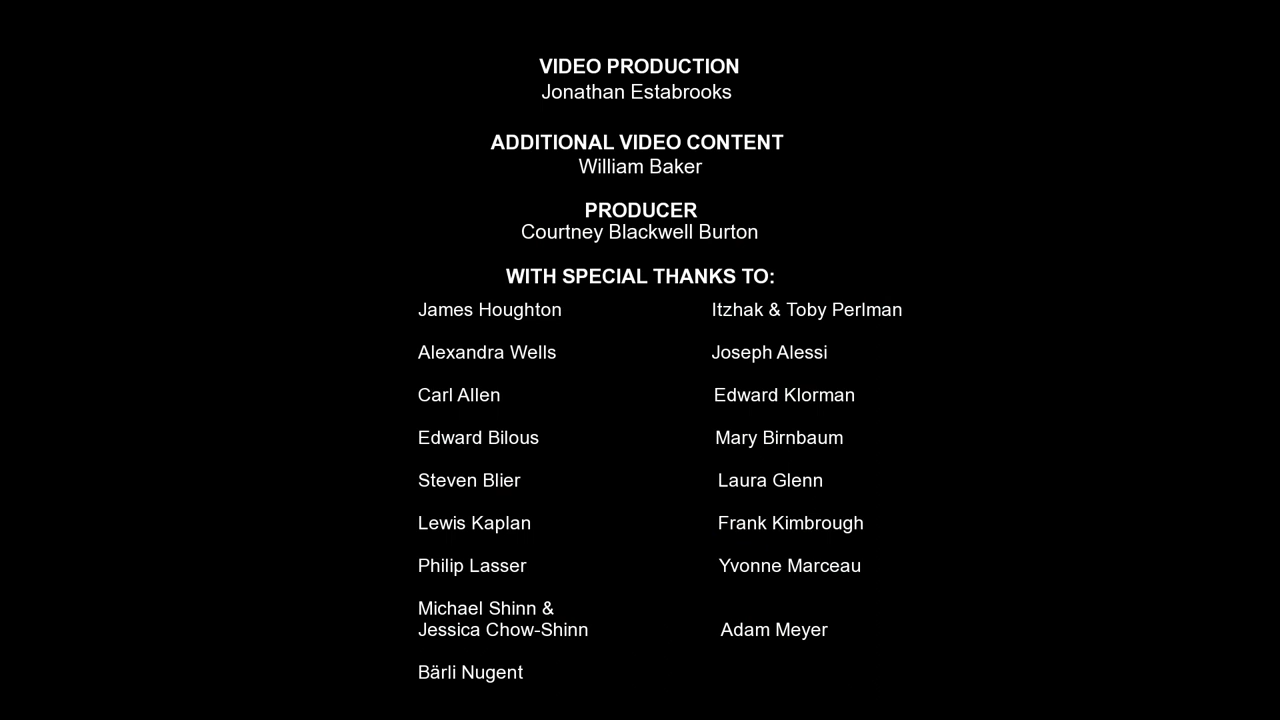 VIDEO PRODUCTION
Jonathan Estabrooks
ADDITIONAL VIDEO CONTENT
William Baker
PRODUCER
Courtney Blackwell Burton
WITH SPECIAL THANKS TO:
James Houghton
Itzhak & Toby Perlman
Alexandra Wells
Joseph Alessi
Carl Allen
Edward Klorman
Edward Bilous
Mary Birnbaum
Steven Blier
Laura Glenn
Lewis Kaplan
Frank Kimbrough
Philip Lasser
Yvonne Marceau
Michael Shinn &
Jessica Chow-Shinn
Adam Meyer
Bärli Nugent